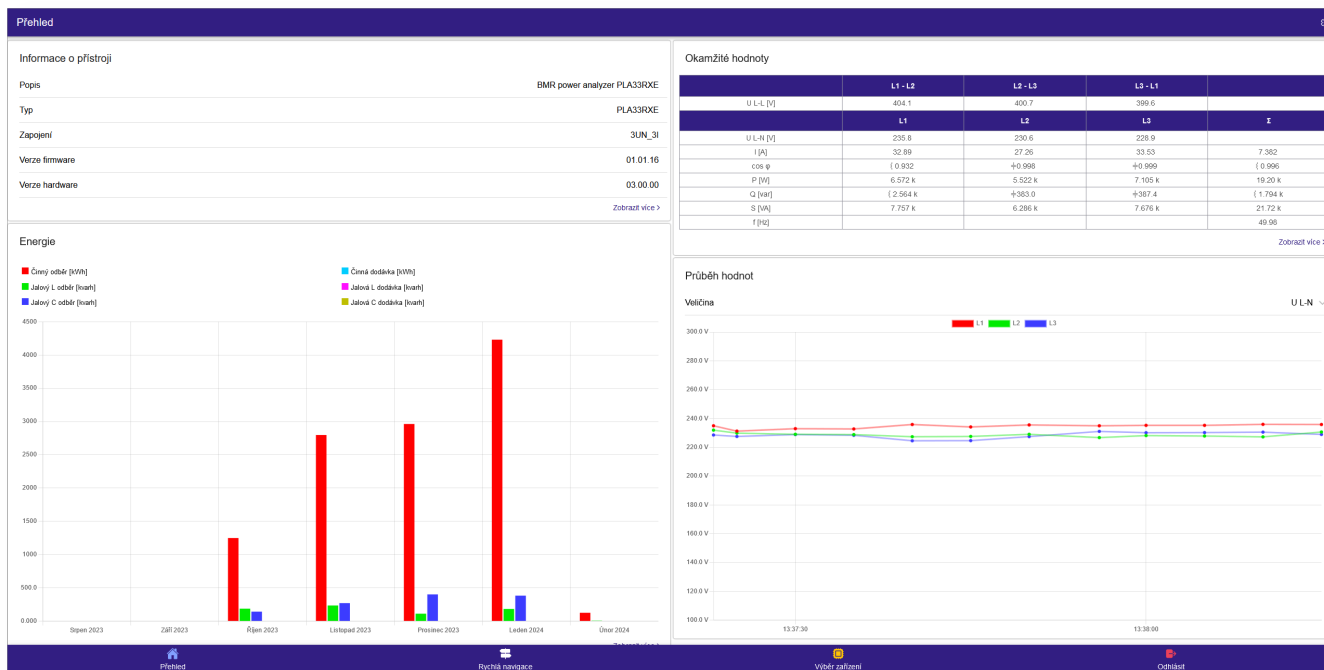 Přehled
Informace o přístroji
Popis BMR power analyzer PLA33RXE
Typ PLA33RXE
Zapojení 3UN_3I
Verze firmware 01.01.16
Verze hardware 03.00.00
Zobrazit více >
Energie
Činný odběr [kWh] Činná dodávka [kWh]
Jalový L odběr [kvarh] Jalová L dodávka [kvarh]
Jalový C odběr [kvarh] Jalová C dodávka [kvarh]
4500
4000
3500
3000
2500
2000
1500
1000
500.0
0.000
Srpen 2023 Září 2023 Říjen 2023 Listopad 2023 Prosinec 2023 Leden 2024 Únor 2024
Okamžité hodnoty
L1 - L2 L2 - L3 L3 - L1
U L-L [V] 404.1 400.7 399.6
L1 L2 L3 Σ
U L-N [V] 235.8 230.6 228.9
I [A] 32.89 27.26 33.53 7.382
cos φ 0.932 0.998 0.999 0.996
P [W] 6.572 k 5.522 k 7.105 k 19.20 k
Q [var] 2.564 k 383.0 387.4 1.794 k
S [VA] 7.757 k 6.286 k 7.676 k 21.72 k
f [Hz] 49.98
Zobrazit více
Průběh hodnot
Veličina U L-N
L1 L2 L3
300.0 V
280.0 V
260.0 V
240.0 V
220.0 V
200.0 V
180.0 V
160.0 V
140.0 V
120.0 V
100.0 V
13:37:30 13:38:00
Přehled Rychlá navigace Výběr zařízení Odhlásit